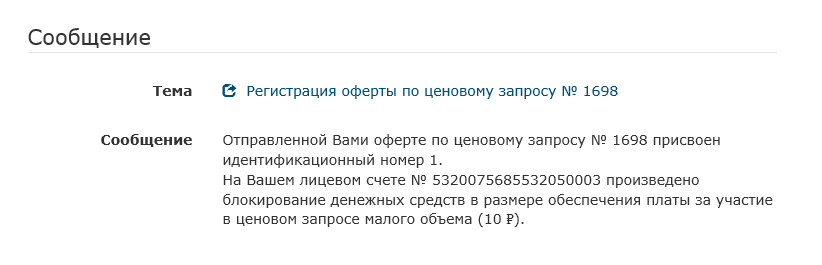 Сообщение
Тема
Регистрация оферты по ценовому запросу № 1698
Сообщение
Отправленной Вами оферте по ценовому запросу № 1698 присвоен
идентификационный номер 1.
На Вашем лицевом счете № 5320075685532050003 произведено
блокирование денежных средств в размере обеспечения платы за участие
в ценовом запросе малого объема (10 ₽).